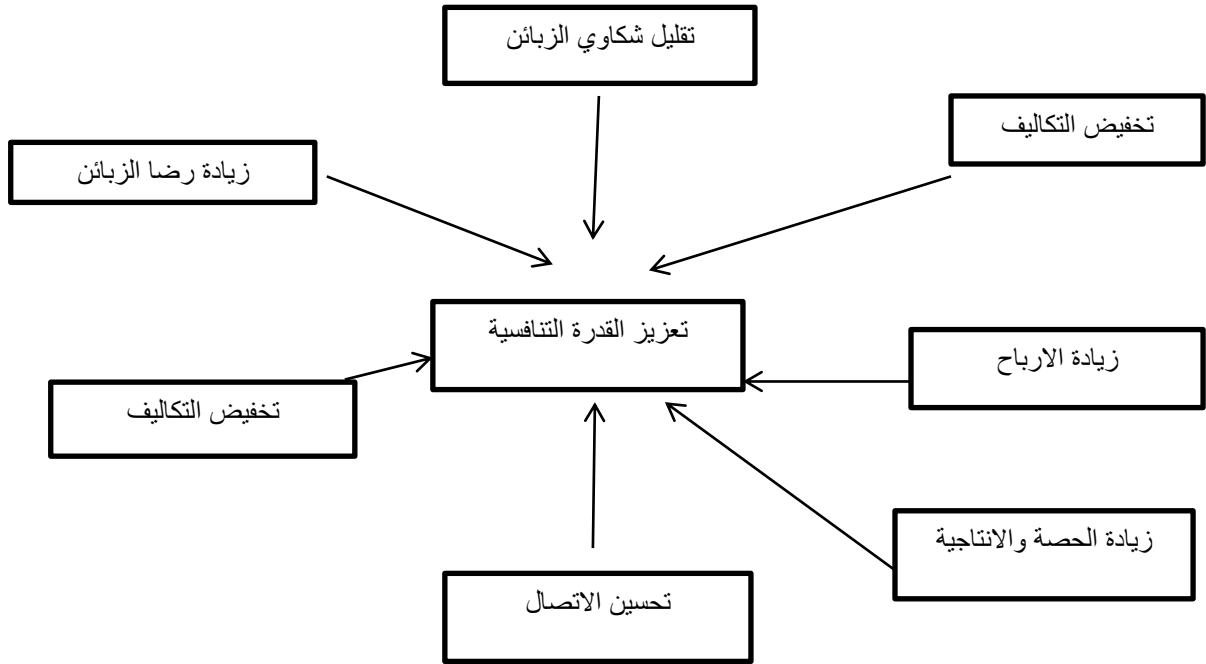 تقليل شكاوي الزبائن
تخفيض التكاليف
زيادة رضا الزبائن
تعزيز القدرة التنافسية
زيادة الارباح
تخفيض التكاليف
زيادة الحصة والانتاجية
تحسين الاتصال